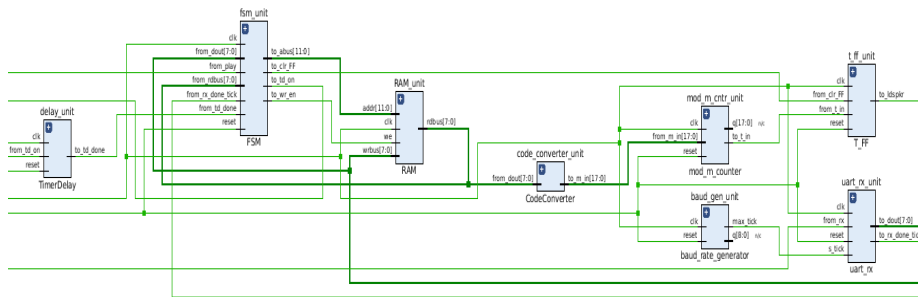 fsm_unit
clk
from_dout[7:0]
from_play
from_rdbus[7:0]
from_rx_done_tick
from_td_done
reset
to_abus[11:0]
to_clr_FF
to_td_on
to_wr_en
FSM
delay_unit
clk
from_td_on
reset
to_td_done
TimerDelay
RAM_unit
addr[11:0]
clk
we
wrbus[7:0]
rdbus[7:0]
RAM
code_converter_unit
from_dout[7:0]
to_m_in[17:0]
CodeConverter
mod_m_cntr_unit
clk
from_m_in[17:0]
reset
q[17:0] n/c
to_t_in
mod_m_counter
baud_gen_unit
clk
reset
max_tick
q[8:0] n/c
baud_rate_generator
t_ff_unit
clk
from_clr_FF
from_t_in
reset
to_ldspkr
T_FF
uart_rx_unit
clk
from_rx
reset
s_tick
to_dout[7:0]
to_rx_done_tick
uart_rx